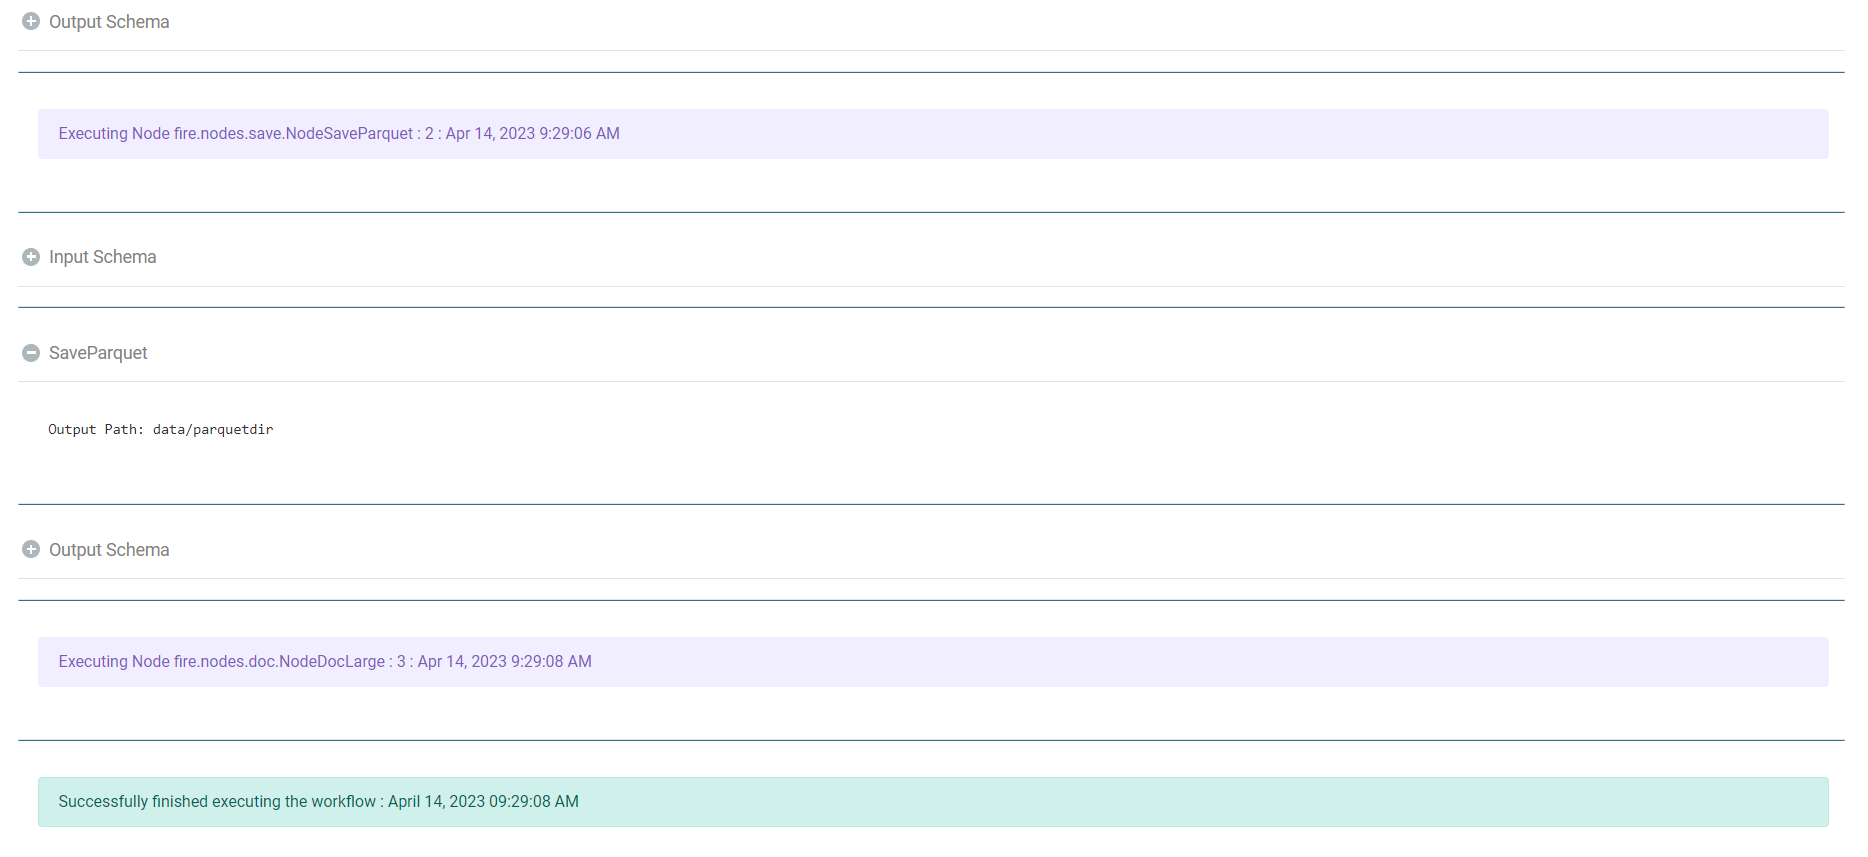 Output Schema
Executing Node fire.nodes.save.NodeSaveParquet : 2 : Apr 14, 2023 9:29:06 AM
Input Schema
SaveParquet
Output Path: data/parquetdir
Output Schema
Executing Node fire.nodes.doc.NodeDocLarge : 3 : Apr 14, 2023 9:29:08 AM
Successfully finished executing the workflow : April 14, 2023 09:29:08 AM